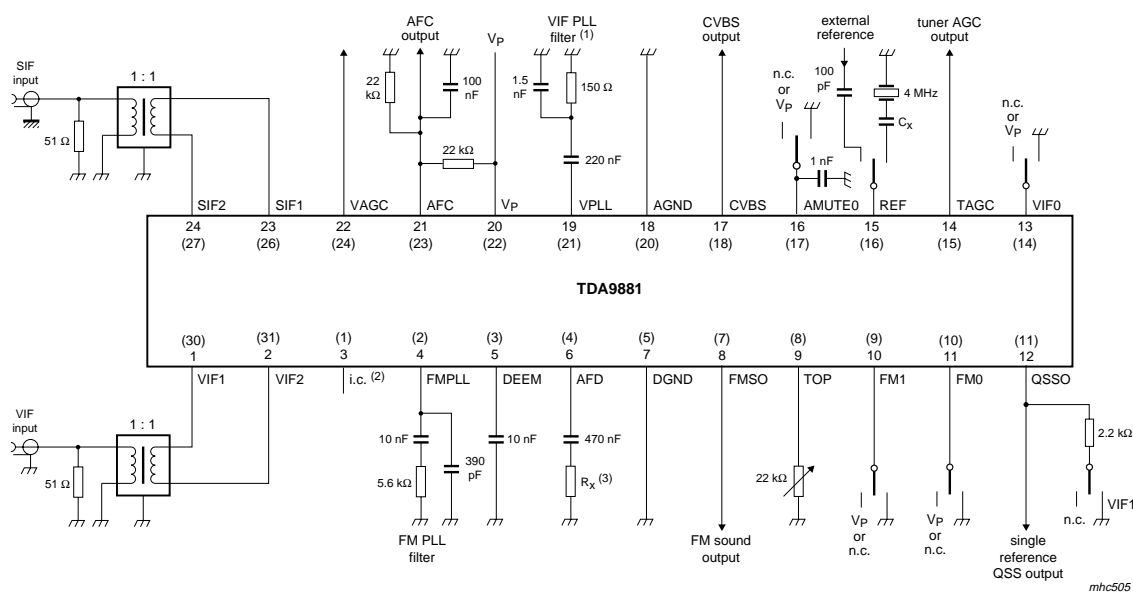 AFC
output
VIF PLL
filter (1)
CVBS
output
external
reference
tuner AGC
output
VP
SIF
input
1 : 1
51 Ω
22
kΩ
100
nF
1.5
nF
150 Ω
n.c.
or
VP
100
pF
4 MHz
Cx
n.c.
or
VP
22 kΩ
220 nF
1 nF
SIF2
SIF1
VAGC
AFC
VP
VPLL
AGND
CVBS
AMUTE0
REF
TAGC
VIF0
24 23 22 21 20 19 18 17 16 15 14 13
(27) (26) (24) (23) (22) (21) (20) (18) (17) (16) (15) (14)
TDA9881
(30) (31) (1) (2) (3) (4) (5) (7) (8) (9) (10) (11)
1 2 3 4 5 6 7 8 9 10 11 12
VIF1
VIF2
i.c. (2)
FMPLL
DEEM
AFD
DGND
FMSO
TOP
FM1
FM0
QSSO
VIF
input
1 : 1
51 Ω
10 nF
390
pF
5.6 kΩ
10 nF
470 nF
Rx (3)
22 kΩ
2.2 kΩ
VIF1
n.c.
FM PLL
filter
FM sound
output
VP
or
n.c.
VP
or
n.c.
single
reference
QSS output
mhc505